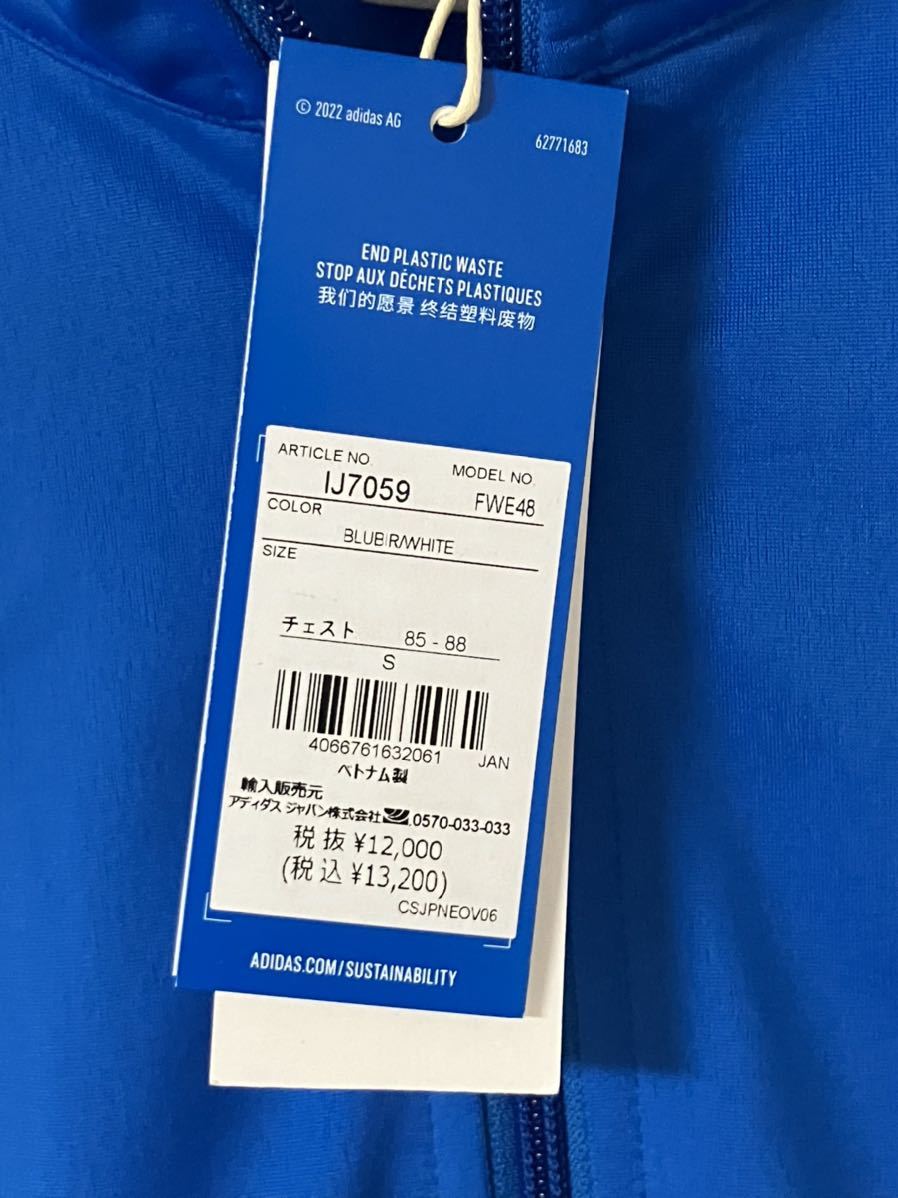 © 2022 adidas AG
62771683
END PLASTIC WASTE
STOP AUX DÉCHETS PLASTIQUES
我们的愿景 终结塑料废物
ARTICLE NO. MODEL NO.
IJ7059 FWE48
COLOR
BLUBIR/WHITE
SIZE
チェスト 85 - 88
S
4066761632061 JAN
ベトナム製
輸入販売元
アディダス ジャパン株式会社 0570-033-033
税 抜 ¥12,000
(税 込 ¥13,200)
CSJPNEOV06
ADIDAS.COM/SUSTAINABILITY